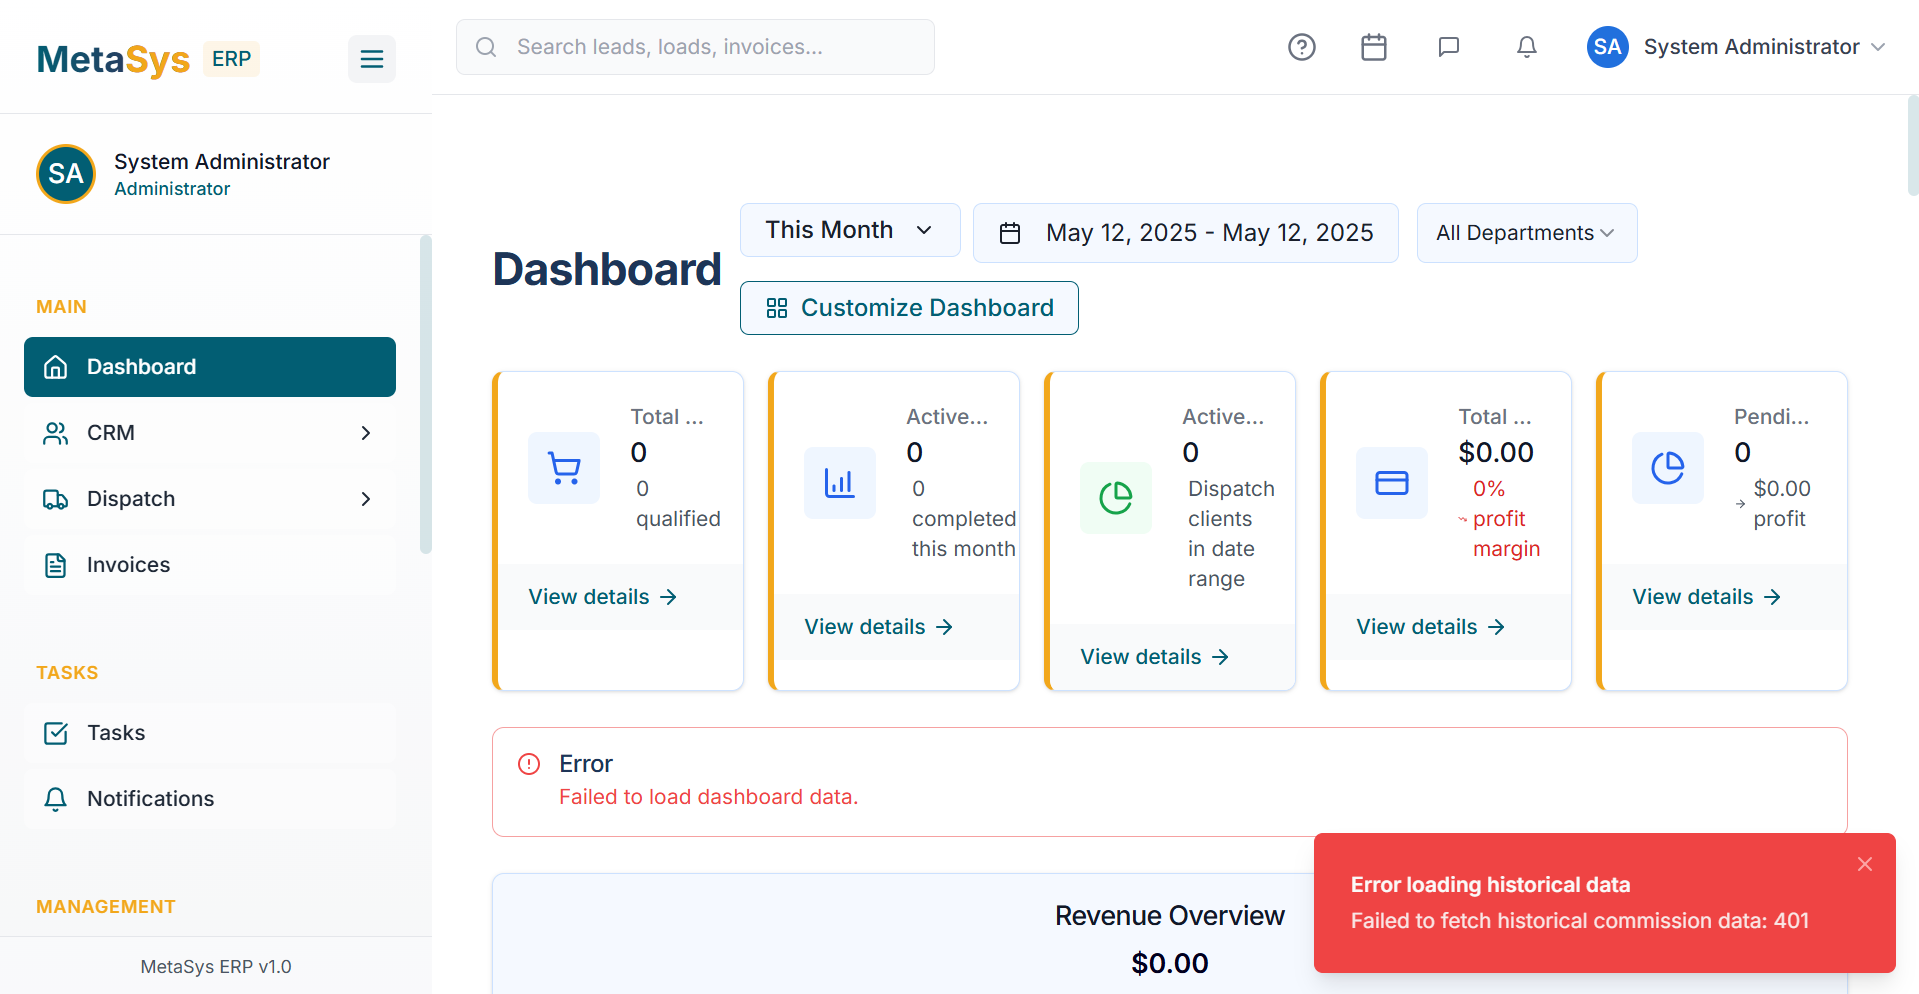 MetaSys ERP
Search leads, loads, invoices...
SA System Administrator
SA
System Administrator
Administrator
MAIN
Dashboard
CRM
Dispatch
Invoices
TASKS
Tasks
Notifications
MANAGEMENT
MetaSys ERP v1.0
Dashboard
This Month
May 12, 2025 - May 12, 2025
All Departments
Customize Dashboard
Total ...
0
0
qualified
View details
Active...
0
0
completed
this month
View details
Active...
0
Dispatch
clients
in date
range
View details
Total ...
$0.00
0%
profit
margin
View details
Pendi...
0
$0.00
profit
View details
Error
Failed to load dashboard data.
Revenue Overview
$0.00
Error loading historical data
Failed to fetch historical commission data: 401